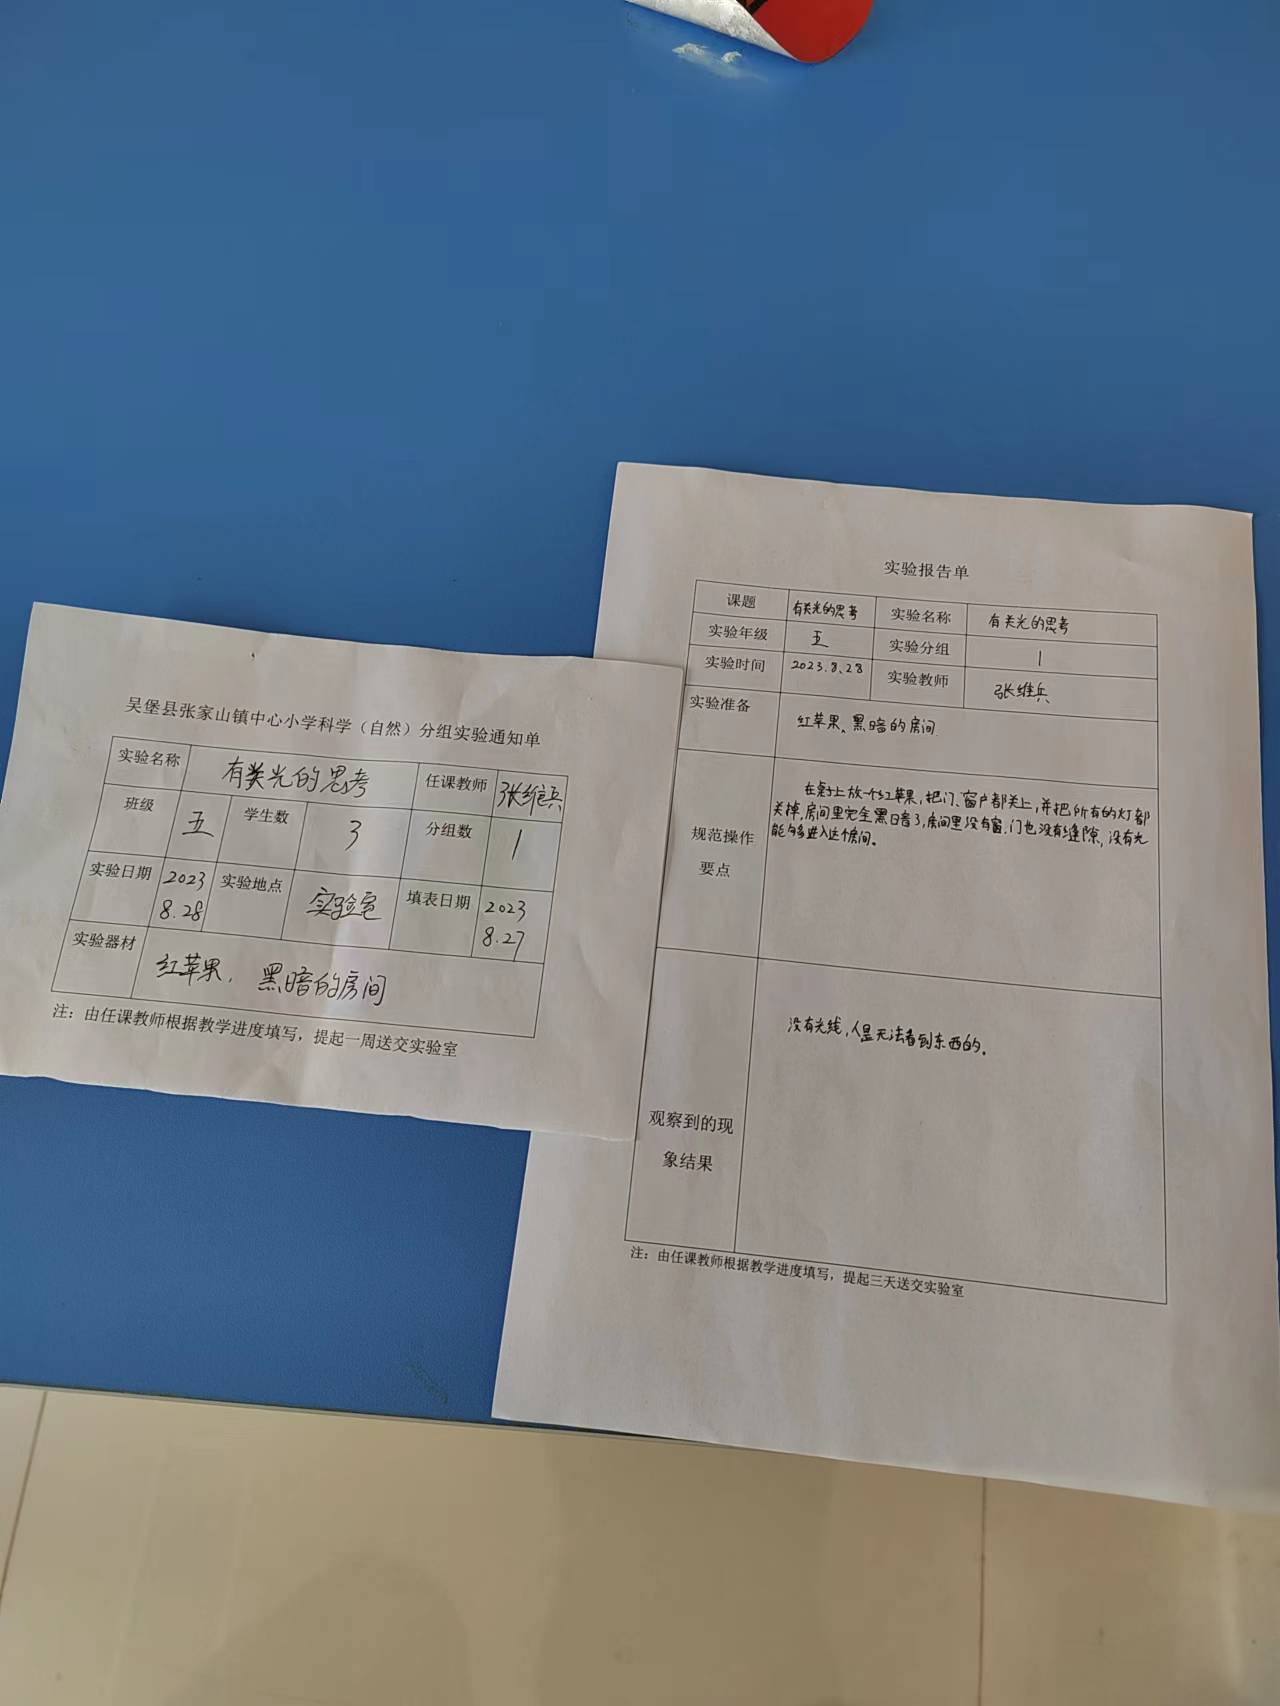 吴堡县张家山镇中心小学科学（自然）分组实验通知单
实验名称 有关光的思考 任课教师 张维兵
班级 五 学生数 3 分组数 1
实验日期 2023 8.28 实验地点 实验室 填表日期 2023 8.27
实验器材 红苹果，黑暗的房间
注：由任课教师根据教学进度填写，提起一周送交实验室
实验报告单
课题 有关光的思考 实验名称 有关光的思考
实验年级 五 实验分组 1
实验时间 2023.8.28 实验教师 张维兵
实验准备 红苹果、黑暗的房间
规范操作
要点
在桌子上放一个红苹果，把门、窗户都关上，并把所有的灯都
关掉，房间里完全黑暗了，房间里没有窗，门也没有缝隙，没有光
能够进入这个房间。
观察到的现
象结果
没有光线，人是无法看到东西的。
注：由任课教师根据教学进度填写，提起三天送交实验室